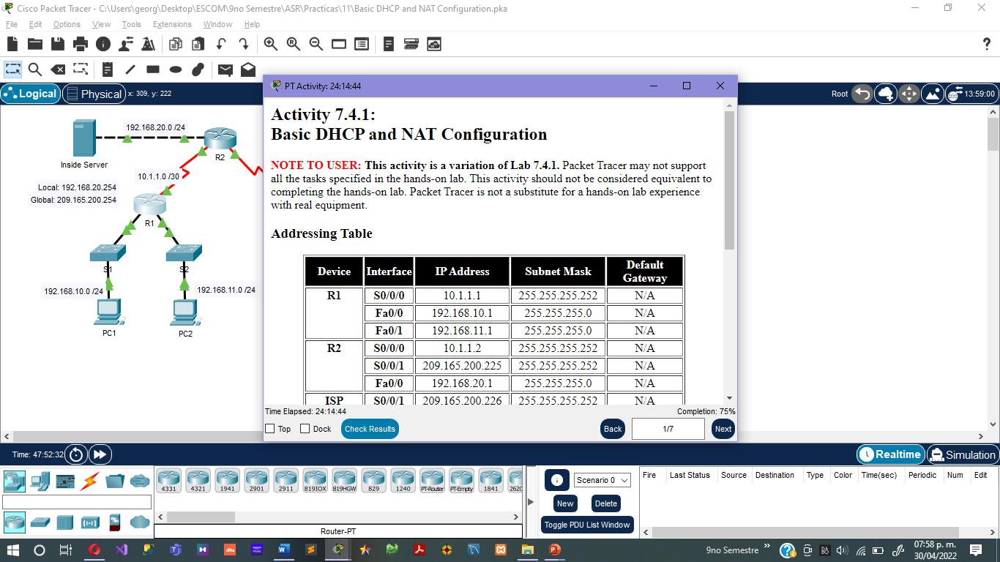 Cisco Packet Tracer - C:\Users\georg\Desktop\ESCOM\9no Semestre\ASR\Practicas\11\Basic DHCP and NAT Configuration.pka
File Edit Options View Tools Extensions Window Help
Logical Physical x: 309, y: 222
Root 13:59:00
192.168.20.0 /24
R2
Inside Server
10.1.1.0 /30
Local: 192.168.20.254
Global: 209.165.200.254
R1
S1 S2
192.168.10.0 /24 192.168.11.0 /24
PC1 PC2
PT Activity: 24:14:44
Activity 7.4.1:
Basic DHCP and NAT Configuration
NOTE TO USER: This activity is a variation of Lab 7.4.1. Packet Tracer may not support
all the tasks specified in the hands-on lab. This activity should not be considered equivalent to
completing the hands-on lab. Packet Tracer is not a substitute for a hands-on lab experience
with real equipment.
Addressing Table
Device Interface IP Address Subnet Mask Default Gateway
R1 S0/0/0 10.1.1.1 255.255.255.252 N/A
Fa0/0 192.168.10.1 255.255.255.0 N/A
Fa0/1 192.168.11.1 255.255.255.0 N/A
R2 S0/0/0 10.1.1.2 255.255.255.252 N/A
S0/0/1 209.165.200.225 255.255.255.252 N/A
Fa0/0 192.168.20.1 255.255.255.0 N/A
ISP S0/0/1 209.165.200.226 255.255.255.252 N/A
Time Elapsed: 24:14:44 Completion: 75%
Top Dock Check Results Back 1/7 Next
Time: 47:52:32 Realtime Simulation
4331 4321 1941 2901 2911 819IOX 819HGW 829 1240 PT-Router PT-Empty 1841 2620
Router-PT
Scenario 0
New Delete
Toggle PDU List Window
Fire Last Status Source Destination Type Color Time(sec) Periodic Num Edit
9no Semestre
07:58 p. m.
30/04/2022